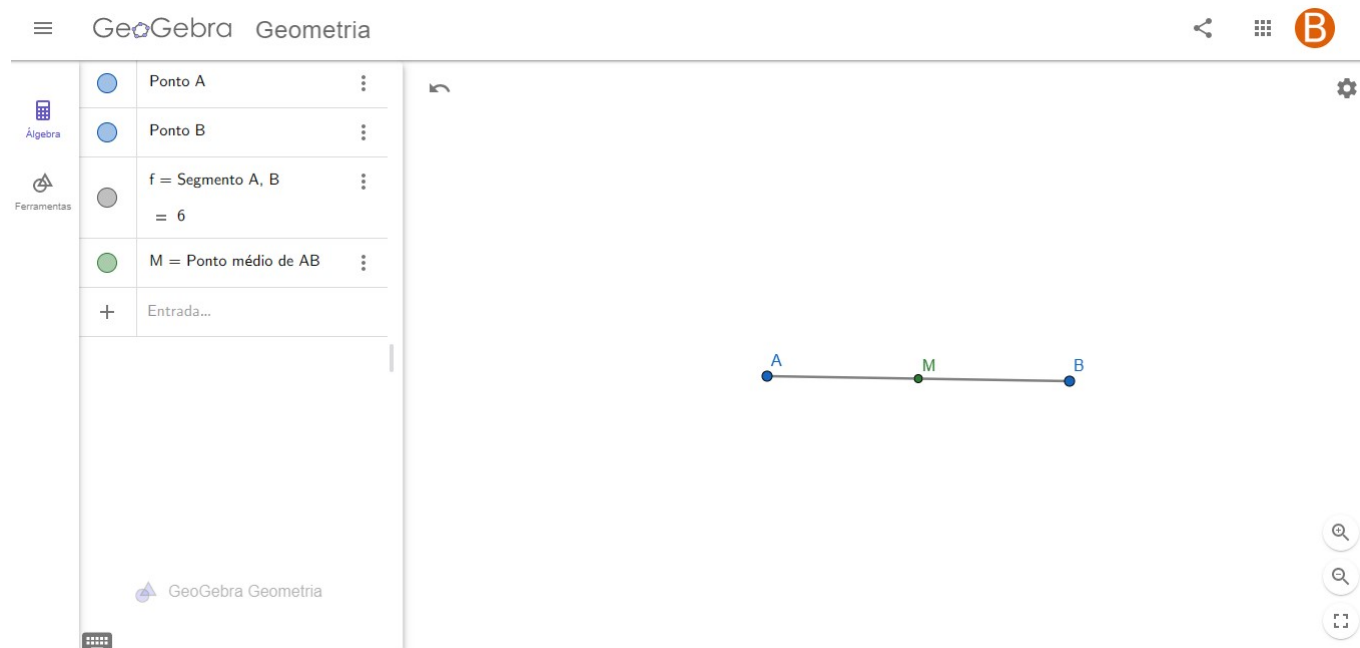 GeoGebra Geometria
B
Álgebra
Ferramentas
Ponto A
Ponto B
f = Segmento A, B
= 6
M = Ponto médio de AB
+ Entrada...
GeoGebra Geometria
A
M
B